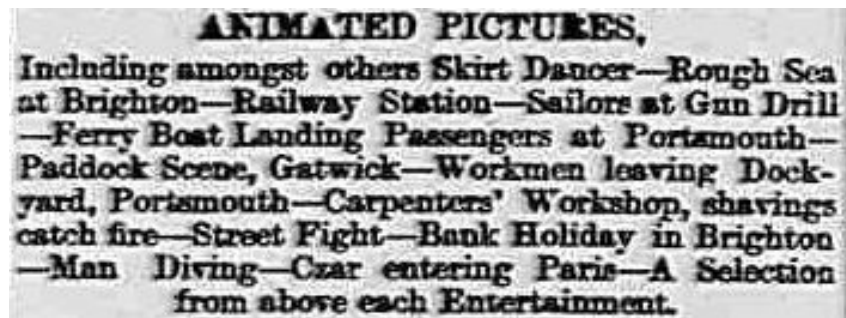 ANIMATED PICTURES,
Including amongst others Skirt Dancer—Rough Sea
at Brighton—Railway Station—Sailors at Gun Drill
—Ferry Boat Landing Passengers at Portsmouth—
Paddock Scene, Gatwick—Workmen leaving Dock-
yard, Portsmouth—Carpenters' Workshop, shavings
catch fire—Street Fight—Bank Holiday in Brighton
—Man Diving—Czar entering Paris—A Selection
from above each Entertainment.